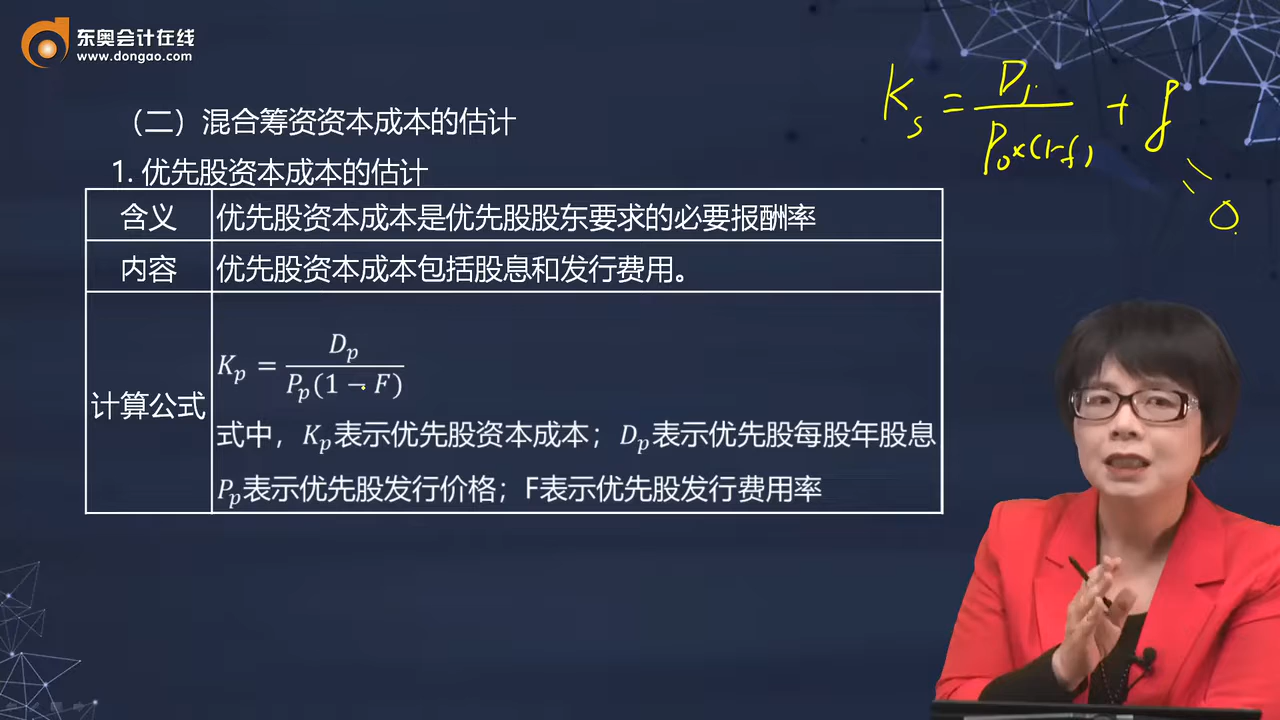 东奥会计在线
www.dongao.com
（二）混合筹资资本成本的估计
1. 优先股资本成本的估计
含义 优先股资本成本是优先股股东要求的必要报酬率
内容 优先股资本成本包括股息和发行费用。
计算公式
Kₚ = Dₚ / Pₚ(1 − F)
式中，Kₚ表示优先股资本成本；Dₚ表示优先股每股年股息
Pₚ表示优先股发行价格；F表示优先股发行费用率
Kₛ = D₁ / P₀×(1-f) + g
= 0